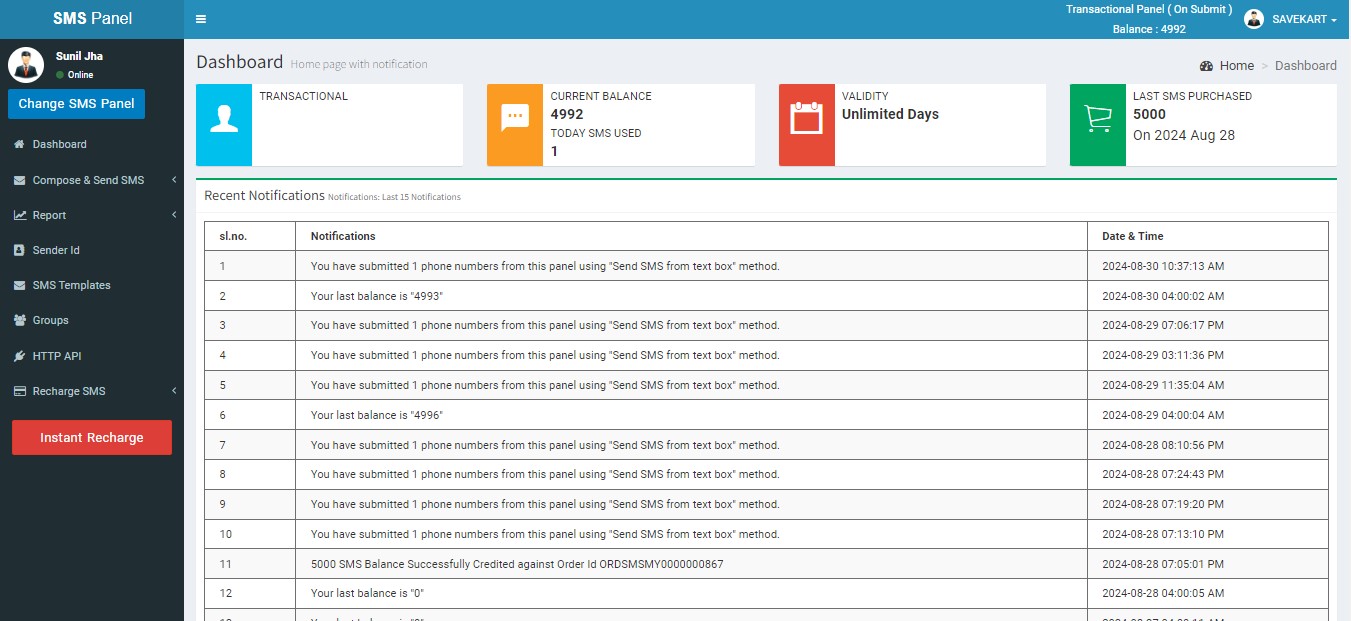 SMS Panel
Transactional Panel ( On Submit )
Balance : 4992
SAVEKART
Sunil Jha
Online
Change SMS Panel
Dashboard
Compose & Send SMS
Report
Sender Id
SMS Templates
Groups
HTTP API
Recharge SMS
Instant Recharge
Dashboard Home page with notification
Home > Dashboard
TRANSACTIONAL
CURRENT BALANCE
4992
TODAY SMS USED
1
VALIDITY
Unlimited Days
LAST SMS PURCHASED
5000
On 2024 Aug 28
Recent Notifications Notifications: Last 15 Notifications
sl.no. Notifications Date & Time
1 You have submitted 1 phone numbers from this panel using "Send SMS from text box" method. 2024-08-30 10:37:13 AM
2 Your last balance is "4993" 2024-08-30 04:00:02 AM
3 You have submitted 1 phone numbers from this panel using "Send SMS from text box" method. 2024-08-29 07:06:17 PM
4 You have submitted 1 phone numbers from this panel using "Send SMS from text box" method. 2024-08-29 03:11:36 PM
5 You have submitted 1 phone numbers from this panel using "Send SMS from text box" method. 2024-08-29 11:35:04 AM
6 Your last balance is "4996" 2024-08-29 04:00:04 AM
7 You have submitted 1 phone numbers from this panel using "Send SMS from text box" method. 2024-08-28 08:10:56 PM
8 You have submitted 1 phone numbers from this panel using "Send SMS from text box" method. 2024-08-28 07:24:43 PM
9 You have submitted 1 phone numbers from this panel using "Send SMS from text box" method. 2024-08-28 07:19:20 PM
10 You have submitted 1 phone numbers from this panel using "Send SMS from text box" method. 2024-08-28 07:13:10 PM
11 5000 SMS Balance Successfully Credited against Order Id ORDSMSMY0000000867 2024-08-28 07:05:01 PM
12 Your last balance is "0" 2024-08-28 04:00:05 AM